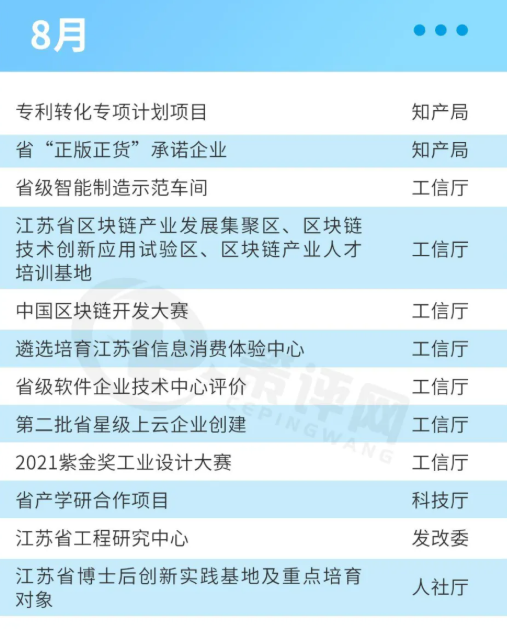 8月
专利转化专项计划项目 知产局
省“正版正货”承诺企业 知产局
省级智能制造示范车间 工信厅
江苏省区块链产业发展集聚区、区块链
技术创新应用试验区、区块链产业人才 工信厅
培训基地
中国区块链开发大赛 工信厅
遴选培育江苏省信息消费体验中心 工信厅
省级软件企业技术中心评价 工信厅
第二批省星级上云企业创建 工信厅
2021紫金奖工业设计大赛 工信厅
省产学研合作项目 科技厅
江苏省工程研究中心 发改委
江苏省博士后创新实践基地及重点培育
对象 人社厅
策评网
CEPINGWANG